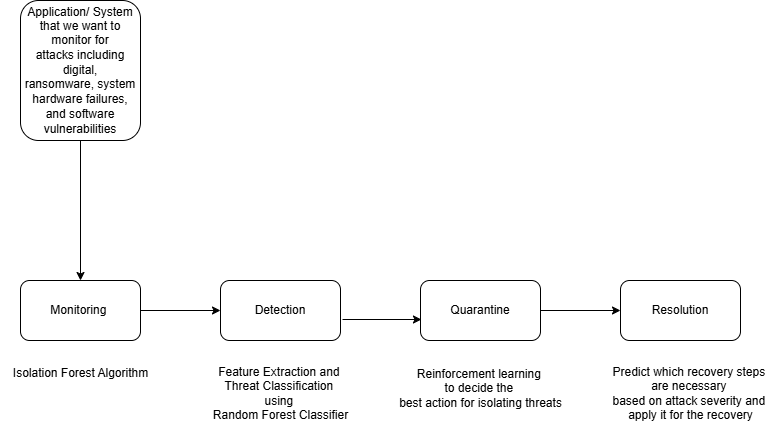 Application/ System
that we want to
monitor for
attacks including
digital,
ransomware, system
hardware failures,
and software
vulnerabilities
Monitoring
Detection
Quarantine
Resolution
Isolation Forest Algorithm
Feature Extraction and
Threat Classification
using
Random Forest Classifier
Reinforcement learning
to decide the
best action for isolating threats
Predict which recovery steps
are necessary
based on attack severity and
apply it for the recovery